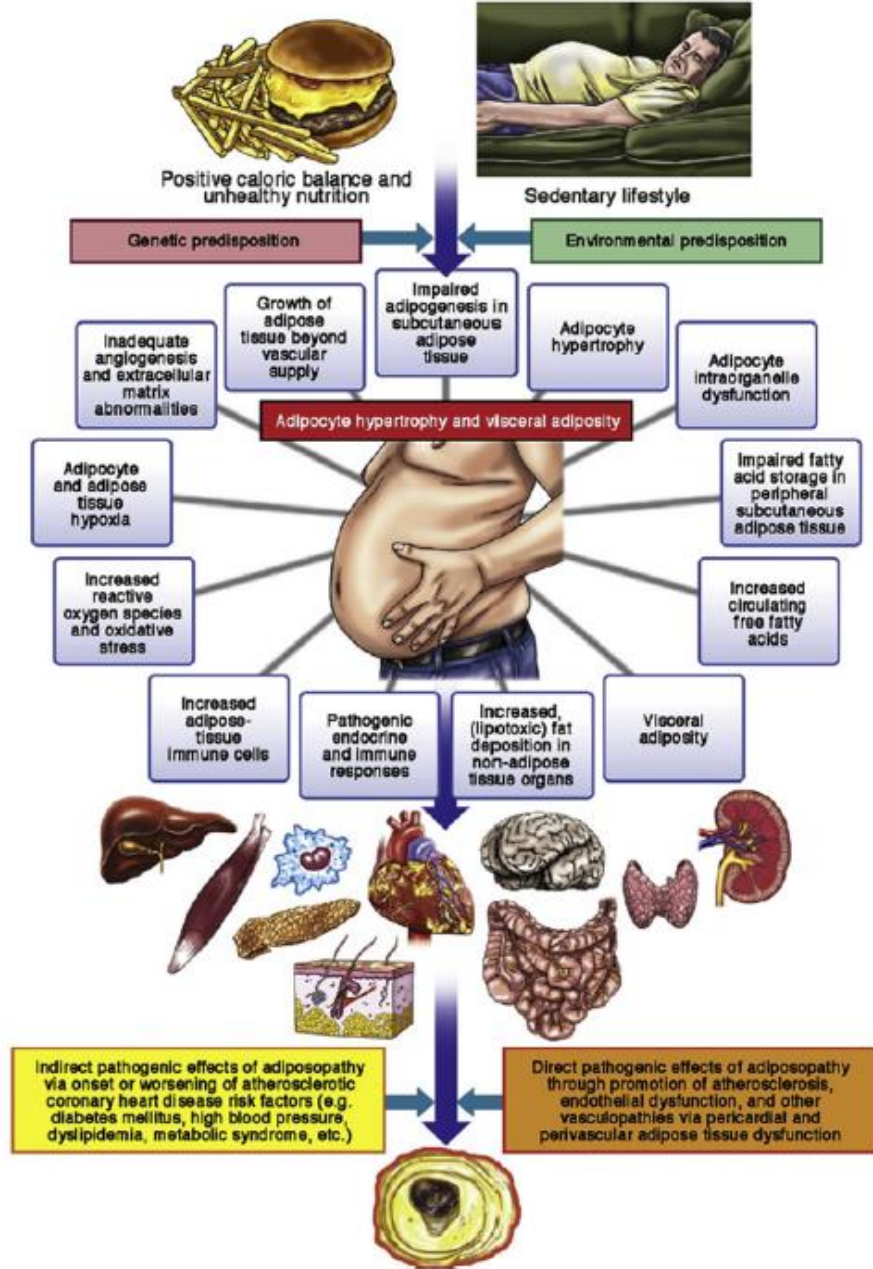 Positive caloric balance and
unhealthy nutrition
Sedentary lifestyle
Genetic predisposition
Environmental predisposition
Inadequate
angiogenesis
and extracellular
matrix
abnormalities
Growth of
adipose
tissue beyond
vascular
supply
Impaired
adipogenesis in
subcutaneous
adipose
tissue
Adipocyte
hypertrophy
Adipocyte
intraorganelle
dysfunction
Adipocyte hypertrophy and visceral adiposity
Adipocyte
and adipose
tissue
hypoxia
Impaired fatty
acid storage in
peripheral
subcutaneous
adipose tissue
Increased
reactive
oxygen species
and oxidative
stress
Increased
circulating
free fatty
acids
Increased
adipose-
tissue
immune cells
Pathogenic
endocrine
and immune
responses
Increased,
(lipotoxic) fat
deposition in
non-adipose
tissue organs
Visceral
adiposity
Indirect pathogenic effects of adiposopathy
via onset or worsening of atherosclerotic
coronary heart disease risk factors (e.g.
diabetes mellitus, high blood pressure,
dyslipidemia, metabolic syndrome, etc.)
Direct pathogenic effects of adiposopathy
through promotion of atherosclerosis,
endothelial dysfunction, and other
vasculopathies via pericardial and
perivascular adipose tissue dysfunction